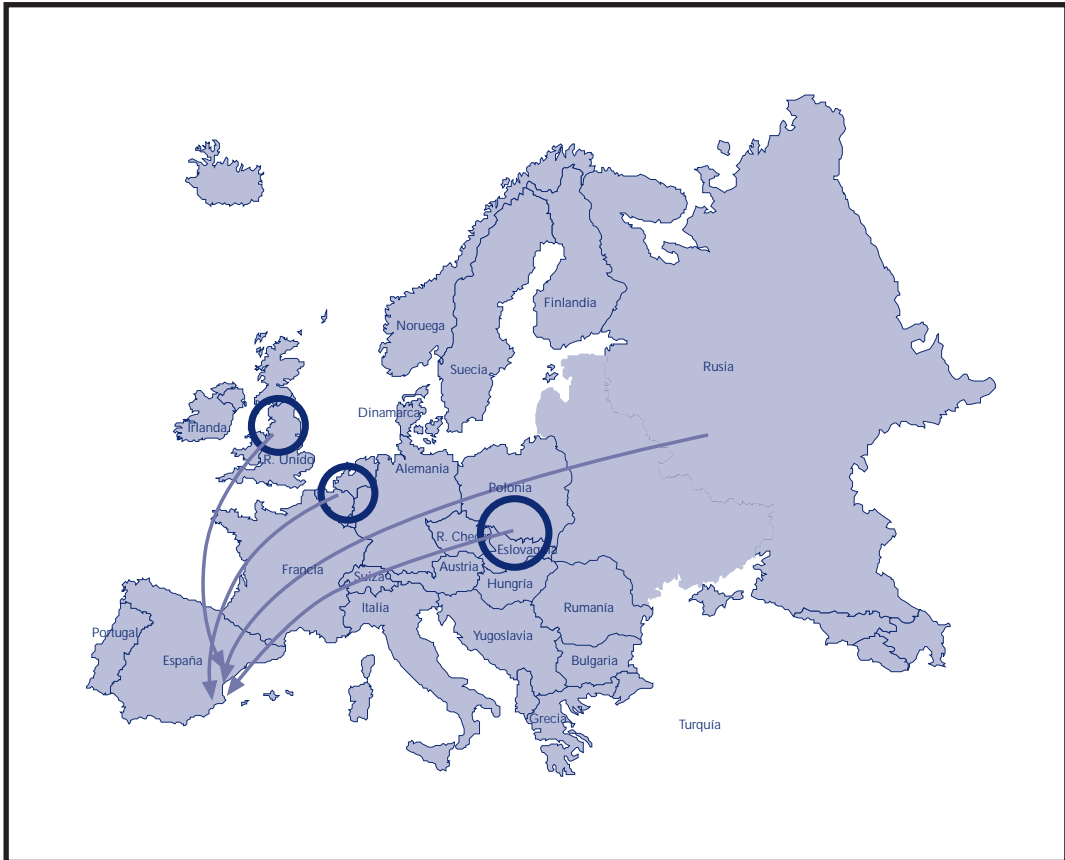 Finlandia
Noruega
Rusia
Suecia
Dinamarca
Irlanda
R. Unido
Alemania
Polonia
R. Checa
Eslovaquia
Austria
Francia
Suiza
Hungría
Italia
Rumanía
Portugal
Yugoslavia
España
Bulgaria
Grecia
Turquía